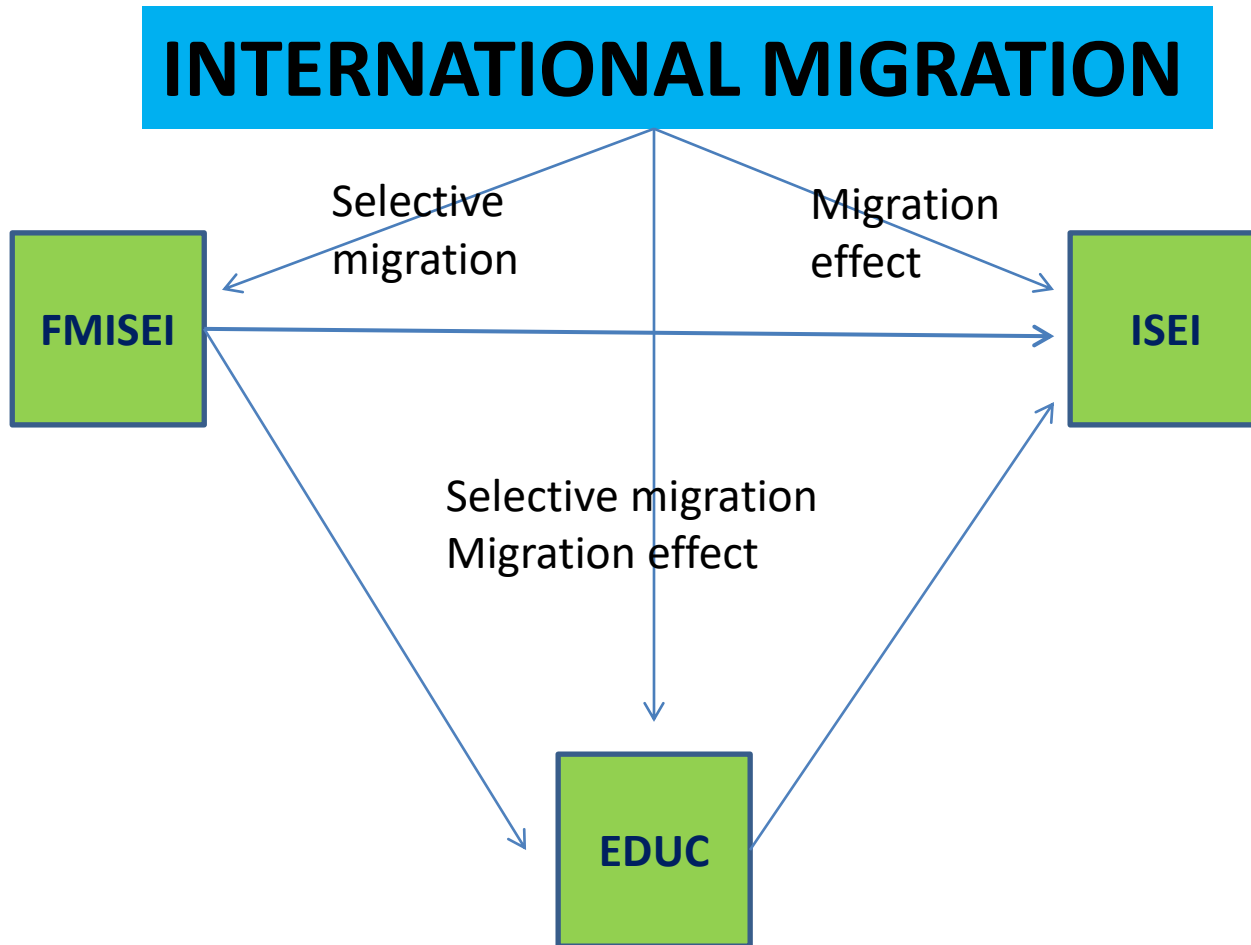 INTERNATIONAL MIGRATION
Selective
migration
Migration
effect
FMISEI
ISEI
Selective migration
Migration effect
EDUC